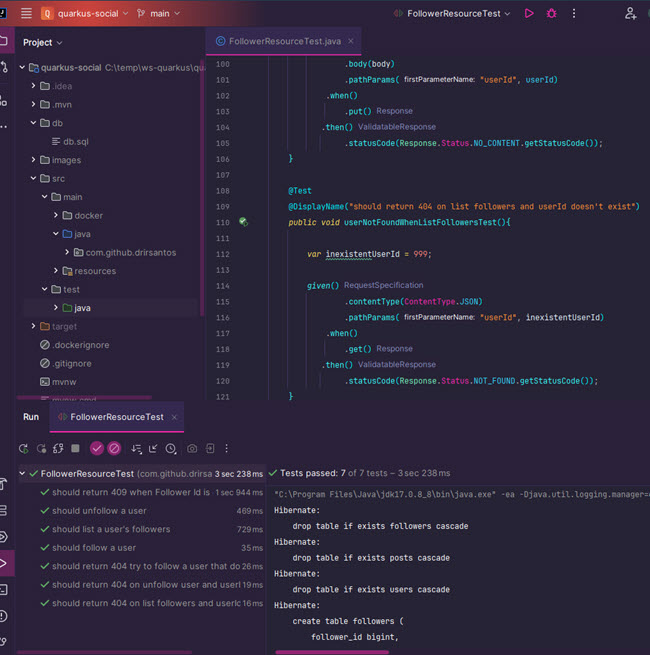 Q quarkus-social main FollowerResourceTest
Project
FollowerResourceTest.java
quarkus-social C:\temp\ws-quarkus\qu
.idea
.mvn
db
db.sql
images
src
main
docker
java
com.github.drirsantos
resources
test
java
target
.dockerignore
.gitignore
mvnw
100 .body(body)
101 .pathParams( firstParameterName: "userId", userId)
102 .when()
103 .put() Response
104 .then() ValidatableResponse
105 .statusCode(Response.Status.NO_CONTENT.getStatusCode());
106 }
107
108 @Test
109 @DisplayName("should return 404 on list followers and userId doesn't exist")
110 public void userNotFoundWhenListFollowersTest(){
111
112 var inexistentUserId = 999;
113
114 given() RequestSpecification
115 .contentType(ContentType.JSON)
116 .pathParams( firstParameterName: "userId", inexistentUserId)
117 .when()
118 .get() Response
119 .then() ValidatableResponse
120 .statusCode(Response.Status.NOT_FOUND.getStatusCode());
121 }
Run FollowerResourceTest
FollowerResourceTest (com.github.drirsa 3 sec 238 ms
should return 409 when Follower Id is 1 sec 944 ms
should unfollow a user 469 ms
should list a user's followers 729 ms
should follow a user 35 ms
should return 404 try to follow a user that do 26 ms
should return 404 on unfollow user and userI 19 ms
should return 404 on list followers and userIc 16 ms
Tests passed: 7 of 7 tests – 3 sec 238 ms
"C:\Program Files\Java\jdk17.0.8_8\bin\java.exe" -ea -Djava.util.logging.manager=
Hibernate:
drop table if exists followers cascade
Hibernate:
drop table if exists posts cascade
Hibernate:
drop table if exists users cascade
Hibernate:
create table followers (
follower_id bigint,